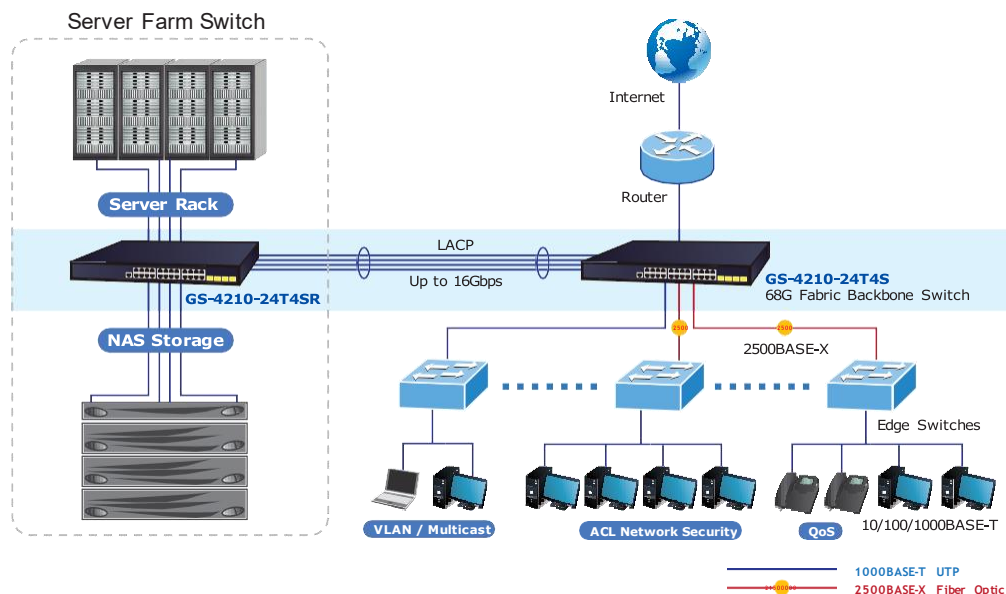 Server Farm Switch
Internet
Router
Server Rack
LACP
Up to 16Gbps
GS-4210-24T4SR
GS-4210-24T4S
68G Fabric Backbone Switch
NAS Storage
2500
2500
2500BASE-X
Edge Switches
VLAN / Multicast
ACL Network Security
QoS
10/100/1000BASE-T
1000BASE-T UTP
2500BASE-X Fiber Optic